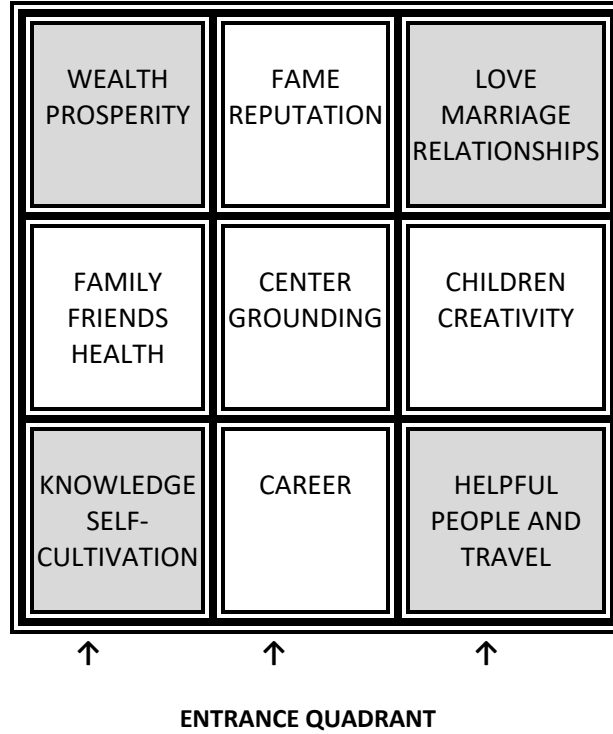 WEALTH
PROSPERITY
FAME
REPUTATION
LOVE
MARRIAGE
RELATIONSHIPS
FAMILY
FRIENDS
HEALTH
CENTER
GROUNDING
CHILDREN
CREATIVITY
KNOWLEDGE
SELF-
CULTIVATION
CAREER
HELPFUL
PEOPLE AND
TRAVEL
ENTRANCE QUADRANT